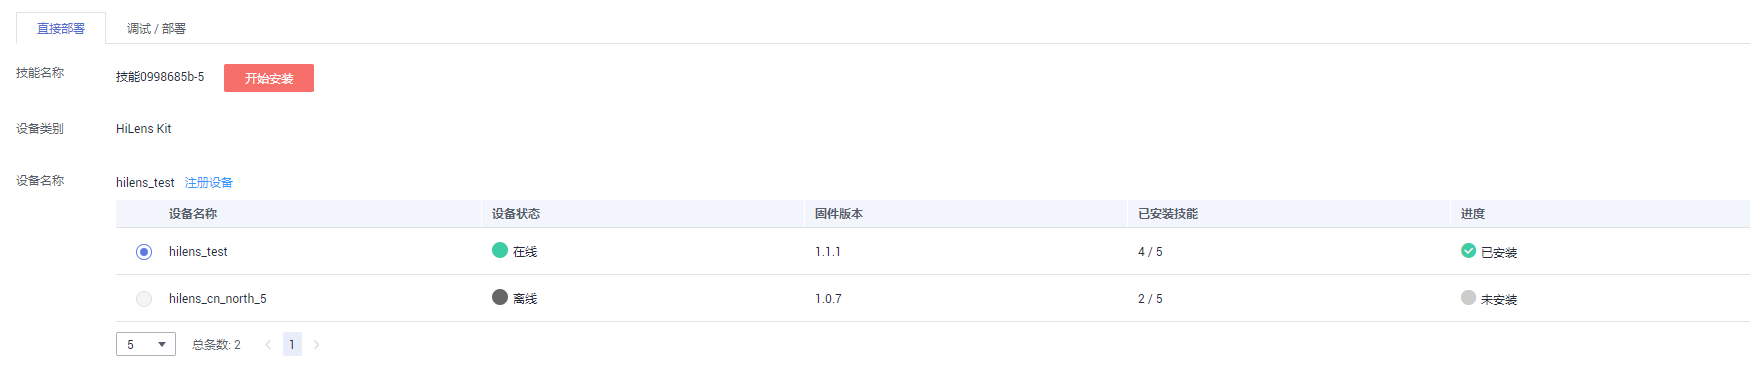 直接部署 调试 / 部署
技能名称 技能0998685b-5 开始安装
设备类别 HiLens Kit
设备名称 hilens_test 注册设备
设备名称 设备状态 固件版本 已安装技能 进度
hilens_test 在线 1.1.1 4 / 5 已安装
hilens_cn_north_5 离线 1.0.7 2 / 5 未安装
5 总条数: 2 < 1 >